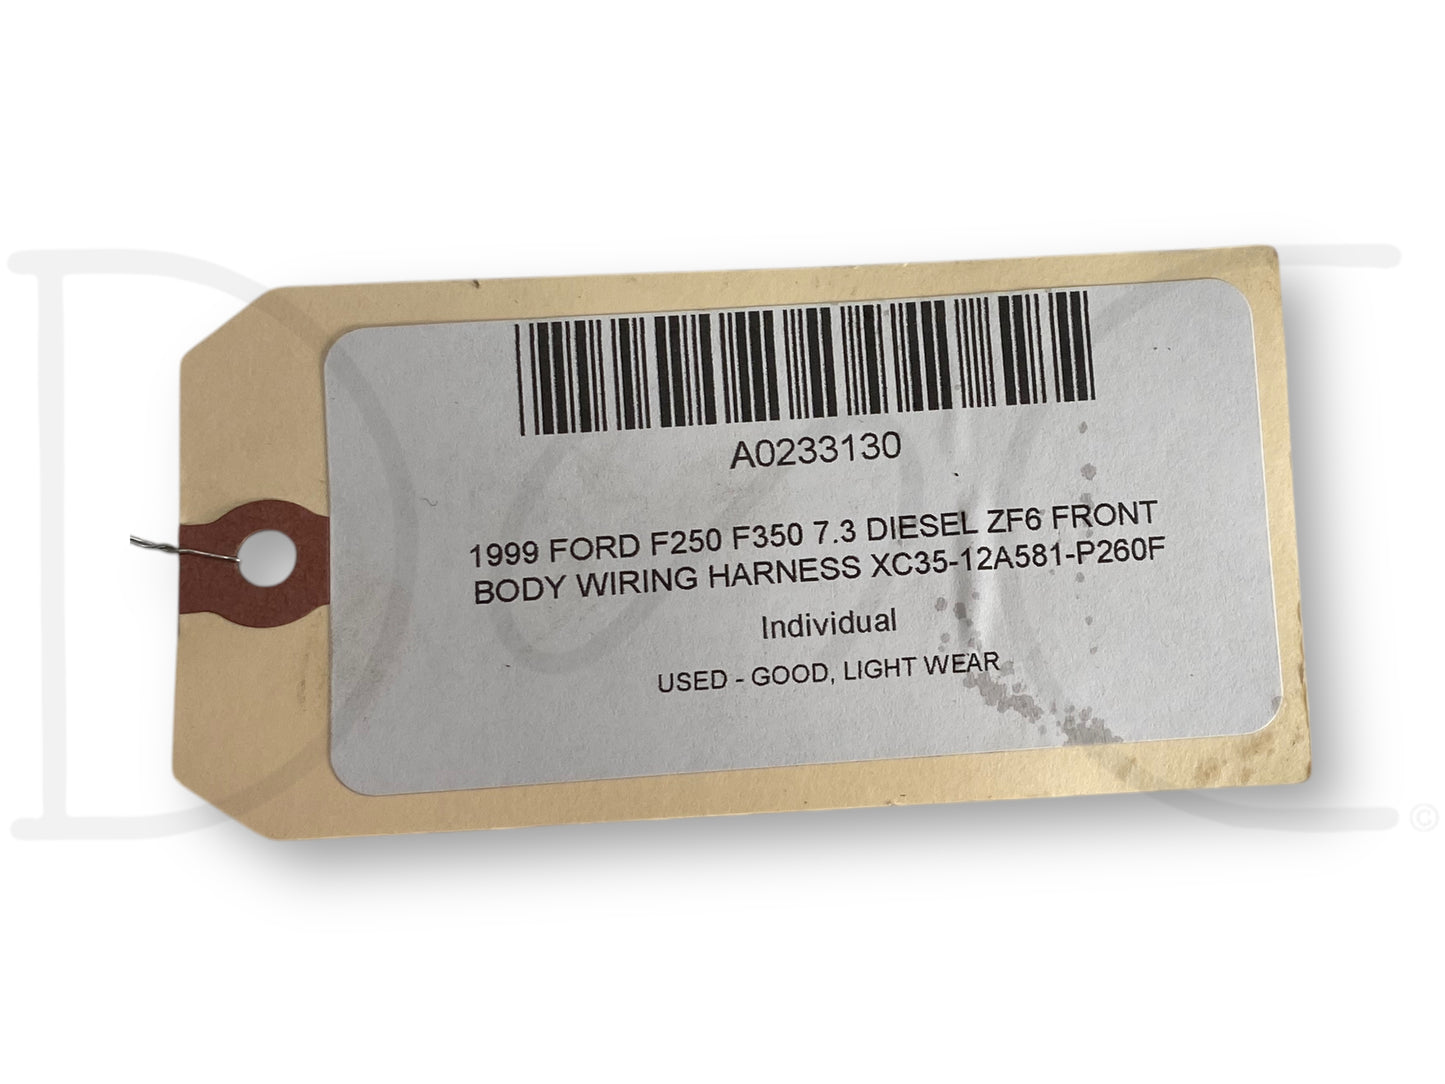 A0233130
1999 FORD F250 F350 7.3 DIESEL ZF6 FRONT
BODY WIRING HARNESS XC35-12A581-P260F
Individual
USED - GOOD, LIGHT WEAR
©